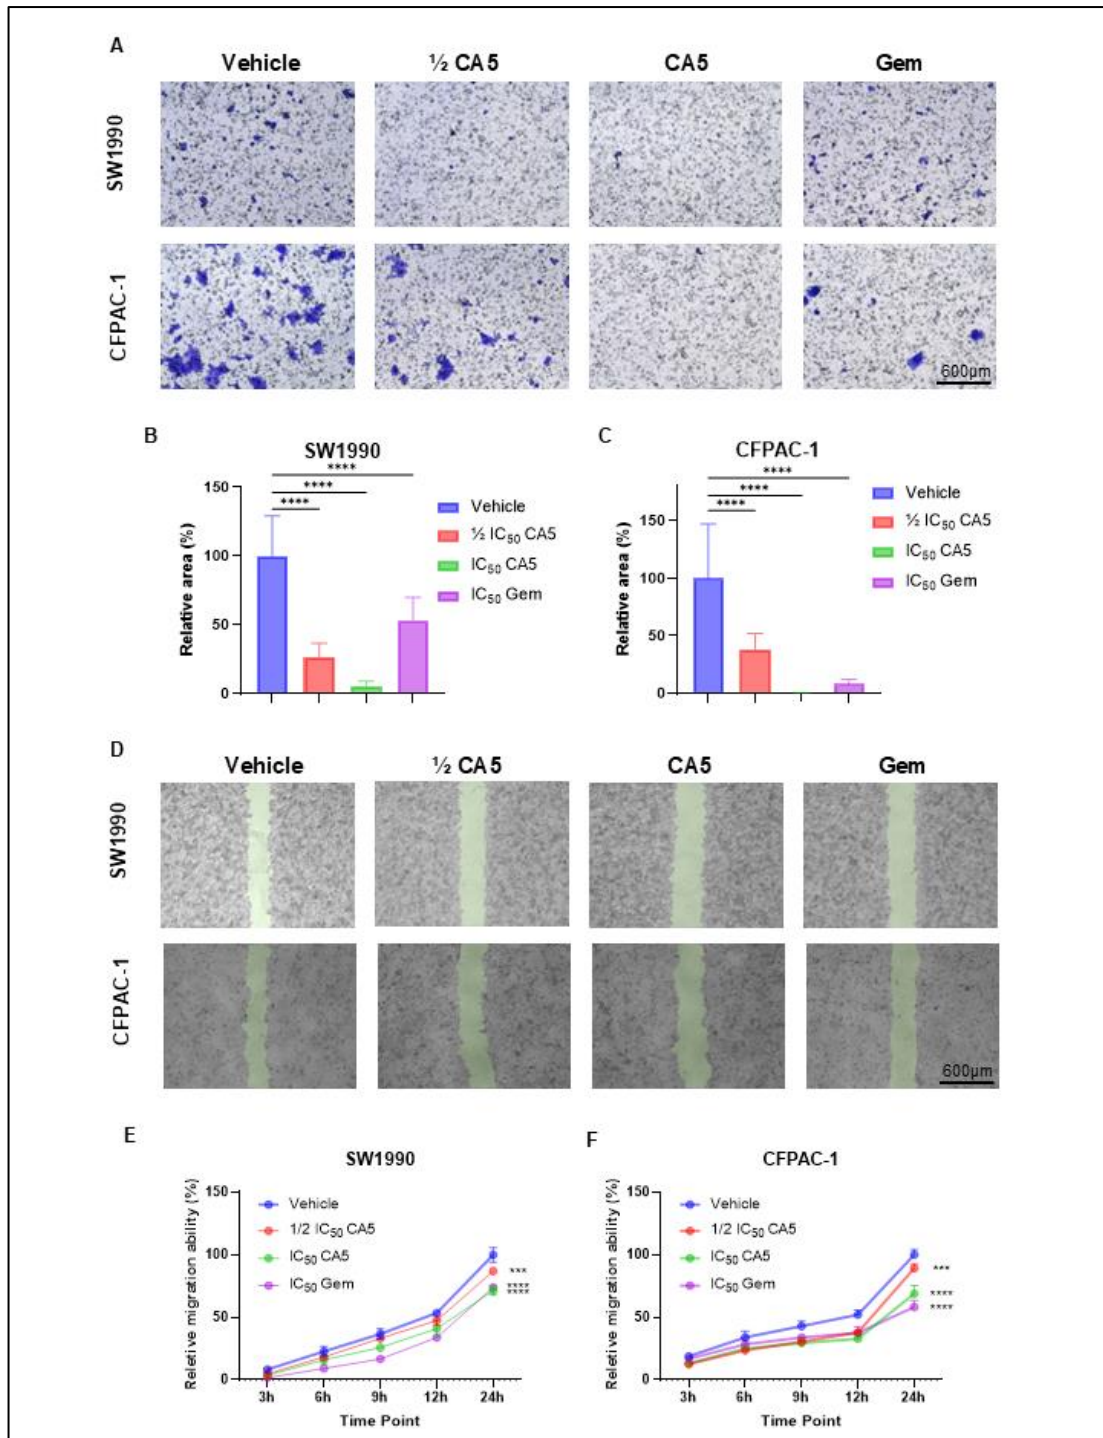 A
Vehicle ½ CA5 CA5 Gem
SW1990
CFPAC-1
600µm
B
SW1990
****
****
****
Relative area (%)
150
100
50
0
Vehicle
½ IC₅₀ CA5
IC₅₀ CA5
IC₅₀ Gem
C
CFPAC-1
****
****
****
Relative area (%)
150
100
50
0
Vehicle
½ IC₅₀ CA5
IC₅₀ CA5
IC₅₀ Gem
D
Vehicle ½ CA5 CA5 Gem
SW1990
CFPAC-1
600µm
E
SW1990
Reletive migration ability (%)
150
100
50
0
Vehicle
1/2 IC₅₀ CA5
IC₅₀ CA5
IC₅₀ Gem
***
****
****
3h 6h 9h 12h 24h
Time Point
F
CFPAC-1
Reletive migration ability (%)
150
100
50
0
Vehicle
1/2 IC₅₀ CA5
IC₅₀ CA5
IC₅₀ Gem
***
****
****
3h 6h 9h 12h 24h
Time Point